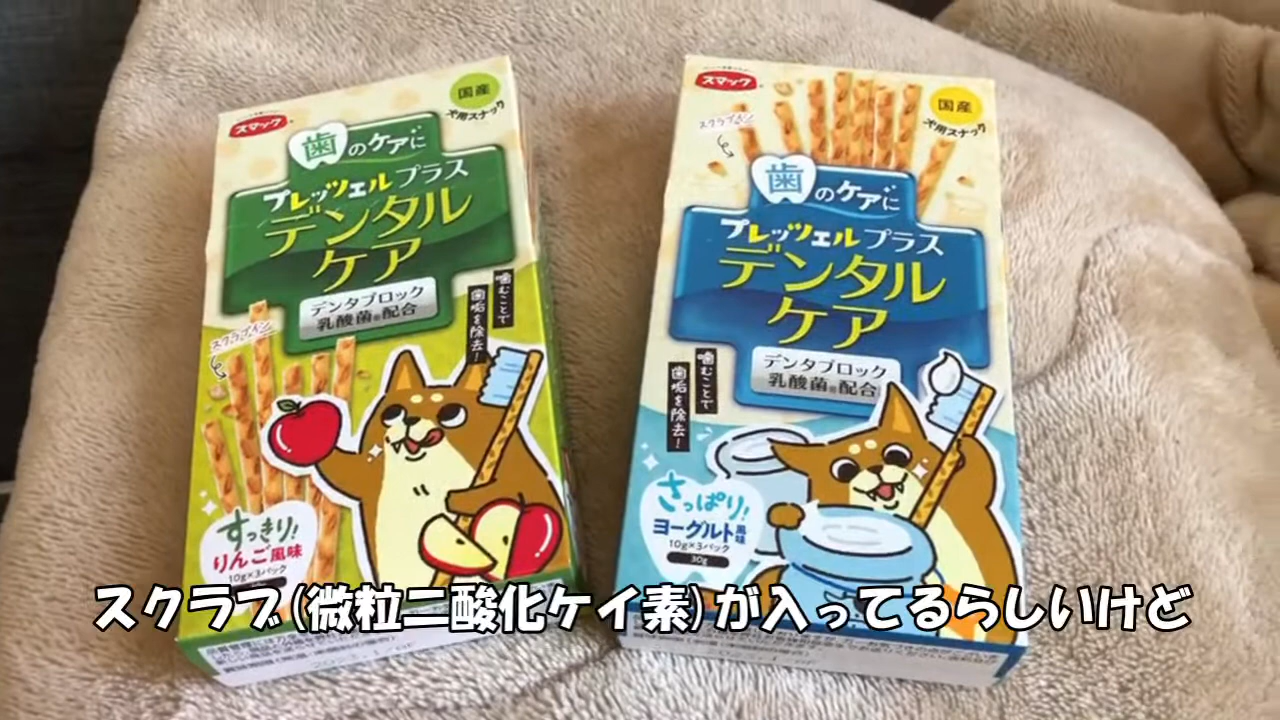 スマック
国産
犬用スナック
歯のケアに
プレッツェルプラス
デンタル
ケア
デンタブロック
乳酸菌®配合
噛むことで
歯垢を除去!
スクラブイン
すっきり!
りんご風味
10g×3パック
スマック
国産
犬用スナック
スクラブイン
歯のケアに
プレッツェルプラス
デンタル
ケア
デンタブロック
乳酸菌®配合
噛むことで
歯垢を除去!
さっぱり!
ヨーグルト風味
10g×3パック
30g
スクラブ(微粒二酸化ケイ素)が入ってるらしいけど